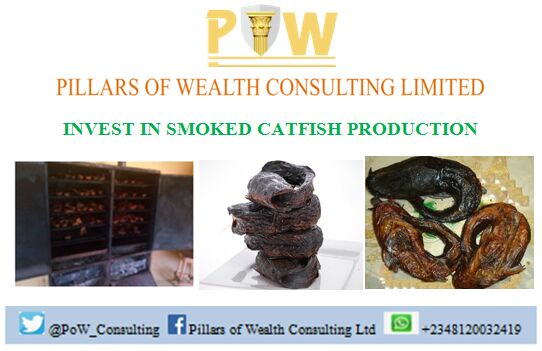 POW
PILLARS OF WEALTH CONSULTING LIMITED
INVEST IN SMOKED CATFISH PRODUCTION
@PoW_Consulting Pillars of Wealth Consulting Ltd +2348120032419